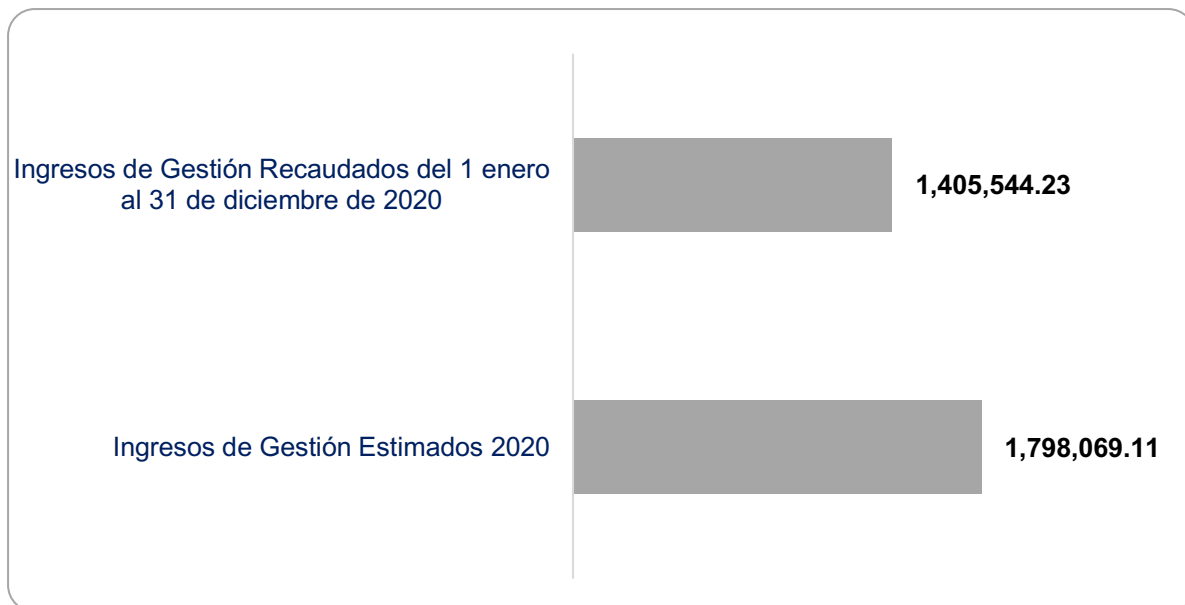 Ingresos de Gestión Recaudados del 1 enero
al 31 de diciembre de 2020
1,405,544.23
Ingresos de Gestión Estimados 2020
1,798,069.11